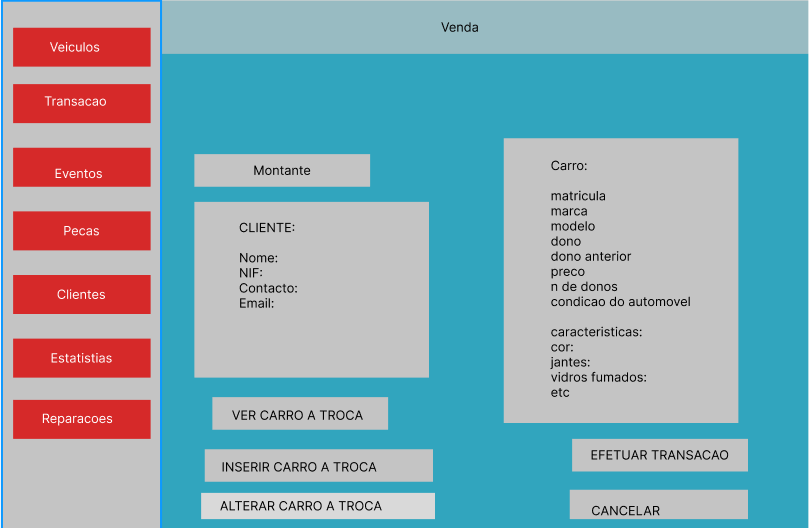 Veiculos
Transacao
Eventos
Pecas
Clientes
Estatistias
Reparacoes
Venda
Montante
CLIENTE:
Nome:
NIF:
Contacto:
Email:
VER CARRO A TROCA
INSERIR CARRO A TROCA
ALTERAR CARRO A TROCA
Carro:
matricula
marca
modelo
dono
dono anterior
preco
n de donos
condicao do automovel
caracteristicas:
cor:
jantes:
vidros fumados:
etc
EFETUAR TRANSACAO
CANCELAR